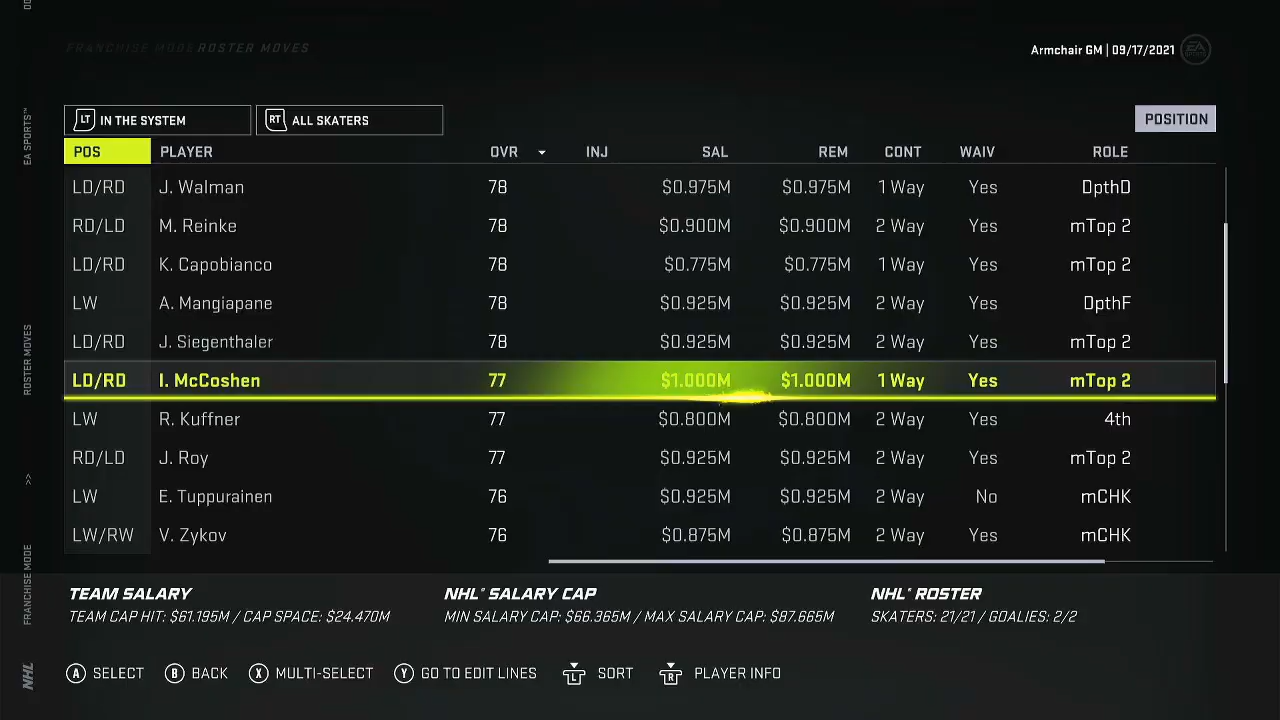 FRANCHISE MODE ROSTER MOVES
Armchair GM | 09/17/2021
LT IN THE SYSTEM RT ALL SKATERS
POSITION
POS PLAYER OVR INJ SAL REM CONT WAIV ROLE
LD/RD J. Walman 78 $0.975M $0.975M 1 Way Yes DpthD
RD/LD M. Reinke 78 $0.900M $0.900M 2 Way Yes mTop 2
LD/RD K. Capobianco 78 $0.775M $0.775M 1 Way Yes mTop 2
LW A. Mangiapane 78 $0.925M $0.925M 2 Way Yes DpthF
LD/RD J. Siegenthaler 78 $0.925M $0.925M 2 Way Yes mTop 2
LD/RD I. McCoshen 77 $1.000M $1.000M 1 Way Yes mTop 2
LW R. Kuffner 77 $0.800M $0.800M 2 Way Yes 4th
RD/LD J. Roy 77 $0.925M $0.925M 2 Way Yes mTop 2
LW E. Tuppurainen 76 $0.925M $0.925M 2 Way No mCHK
LW/RW V. Zykov 76 $0.875M $0.875M 2 Way Yes mCHK
TEAM SALARY
TEAM CAP HIT: $61.195M / CAP SPACE: $24.470M
NHL® SALARY CAP
MIN SALARY CAP: $66.365M / MAX SALARY CAP: $87.665M
NHL® ROSTER
SKATERS: 21/21 / GOALIES: 2/2
A SELECT B BACK X MULTI-SELECT Y GO TO EDIT LINES L SORT R PLAYER INFO
EA SPORTS™
ROSTER MOVES
>>
FRANCHISE MODE
NHL